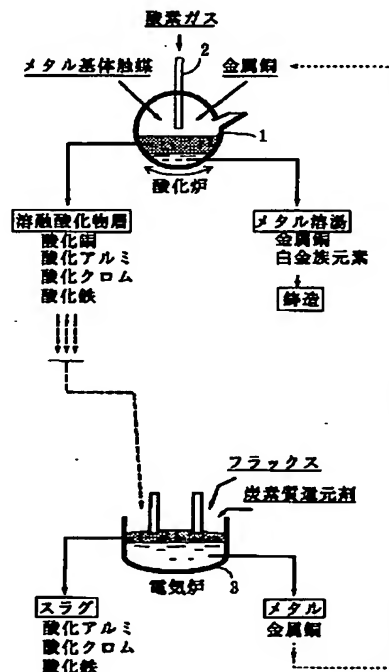 酸素ガス
2
メタル基体触媒
金属銅
1
酸化炉
溶融酸化物層
酸化銅
酸化アルミ
酸化クロム
酸化鉄
メタル溶湯
金属銅
白金族元素
鋳造
フラックス
炭素質還元剤
電気炉
3
スラグ
酸化アルミ
酸化クロム
酸化鉄
メタル
金属銅